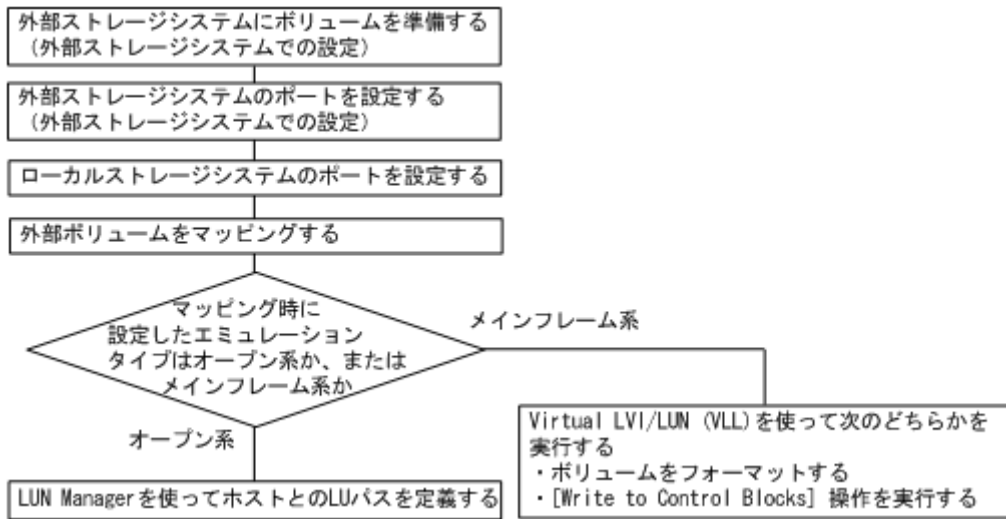 外部ストレージシステムにボリュームを準備する
（外部ストレージシステムでの設定）
外部ストレージシステムのポートを設定する
（外部ストレージシステムでの設定）
ローカルストレージシステムのポートを設定する
外部ボリュームをマッピングする
マッピング時に
設定したエミュレーション
タイプはオープン系か、または
メインフレーム系か
メインフレーム系
オープン系
Virtual LVI/LUN (VLL)を使って次のどちらかを
実行する
・ボリュームをフォーマットする
・[Write to Control Blocks] 操作を実行する
LUN Managerを使ってホストとのLUパスを定義する